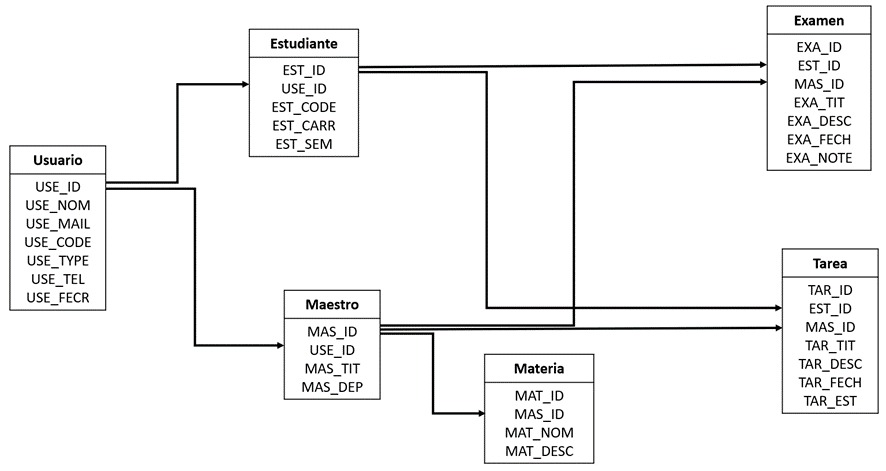 Usuario
USE_ID
USE_NOM
USE_MAIL
USE_CODE
USE_TYPE
USE_TEL
USE_FECR
Estudiante
EST_ID
USE_ID
EST_CODE
EST_CARR
EST_SEM
Maestro
MAS_ID
USE_ID
MAS_TIT
MAS_DEP
Materia
MAT_ID
MAS_ID
MAT_NOM
MAT_DESC
Examen
EXA_ID
EST_ID
MAS_ID
EXA_TIT
EXA_DESC
EXA_FECH
EXA_NOTE
Tarea
TAR_ID
EST_ID
MAS_ID
TAR_TIT
TAR_DESC
TAR_FECH
TAR_EST